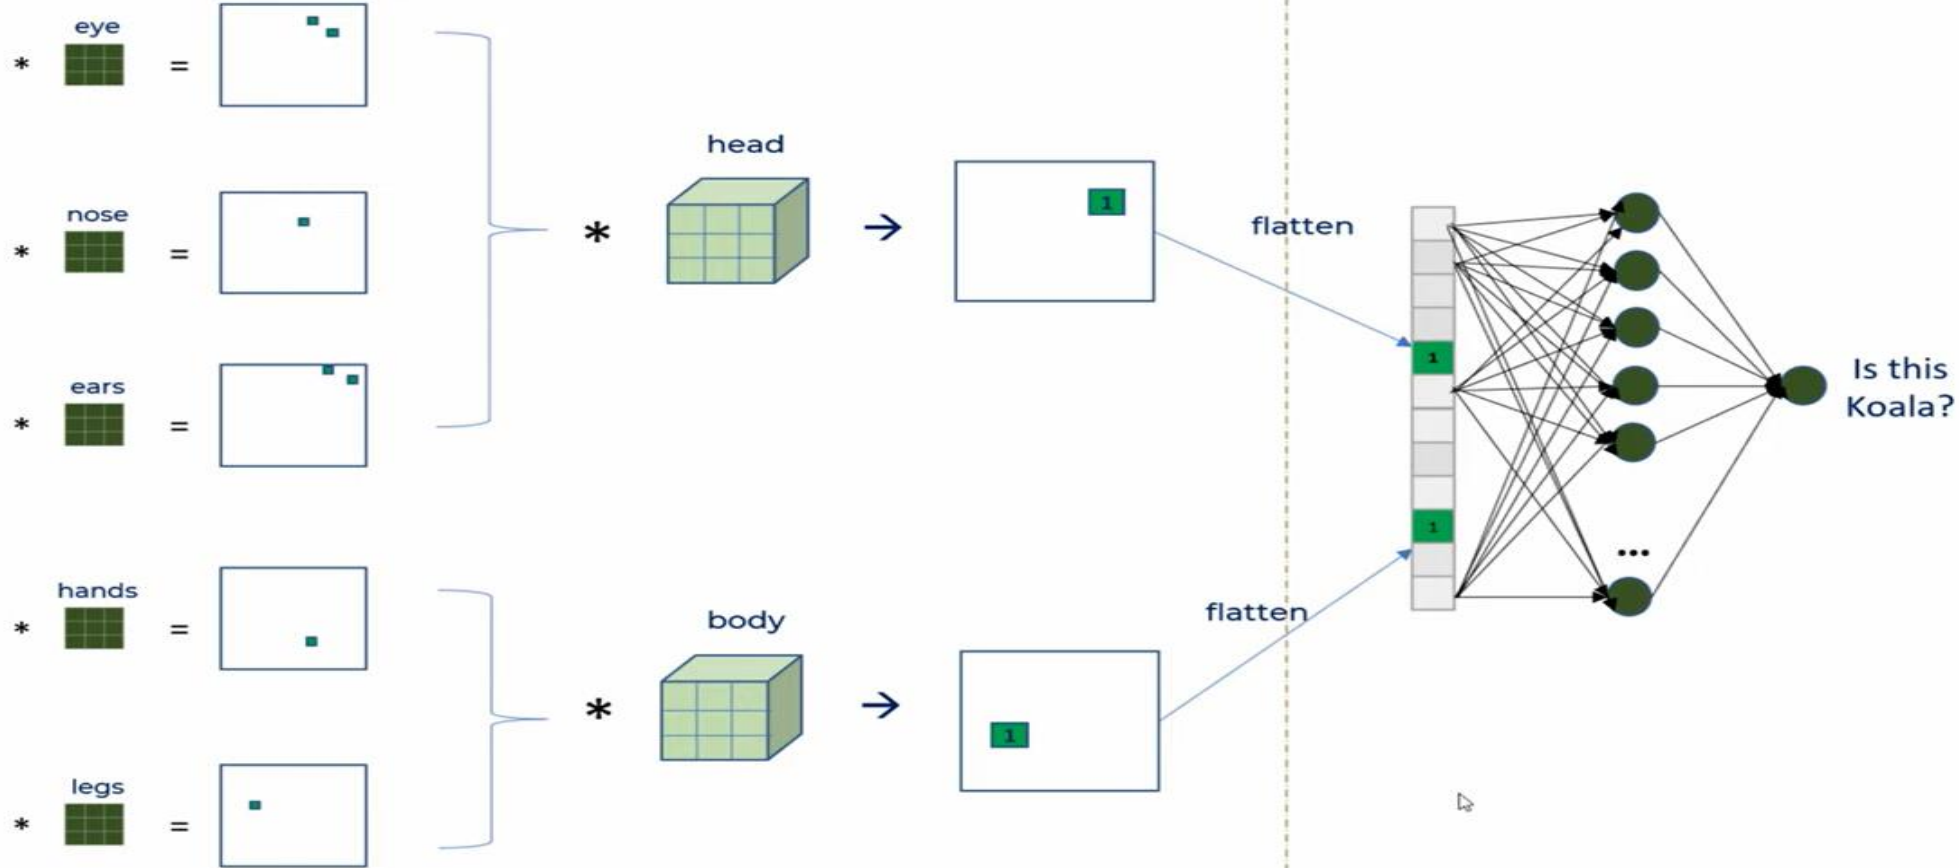 eye
* =
nose
* =
ears
* =
head
* →
1
flatten
hands
* =
legs
* =
body
* →
1
flatten
1
1
...
Is this
Koala?